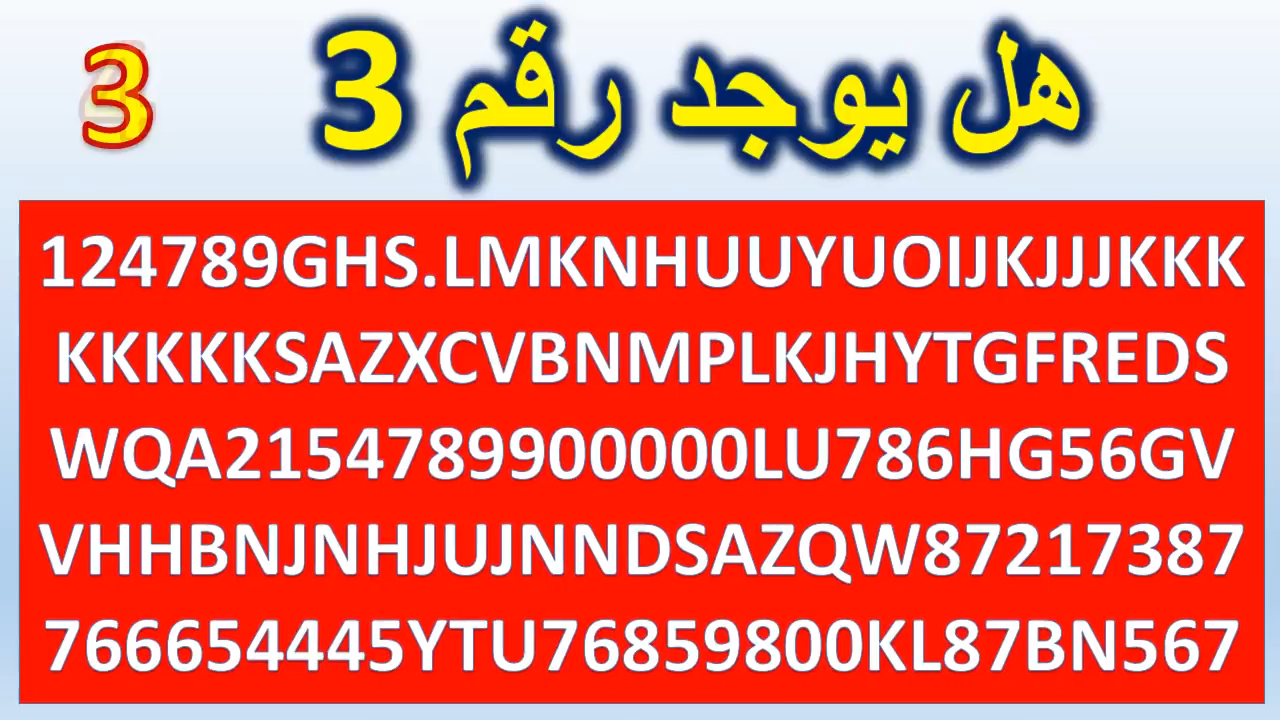 هل يوجد رقم 3
3
124789GHS.LMKNHUUYUOIJKJJJKKK
KKKKKSAZXCVBNMPLKJHYTGFREDS
WQA2154789900000LU786HG56GV
VHHBNJNHJUJNNDSAZQW87217387
766654445YTU76859800KL87BN567